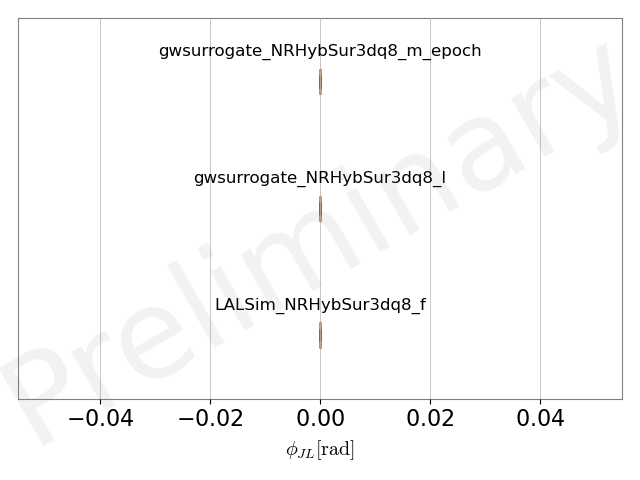 gwsurrogate_NRHybSur3dq8_m_epoch
gwsurrogate_NRHybSur3dq8_l
LALSim_NRHybSur3dq8_f
Preliminary
−0.04 −0.02 0.00 0.02 0.04
ϕ_JL[rad]